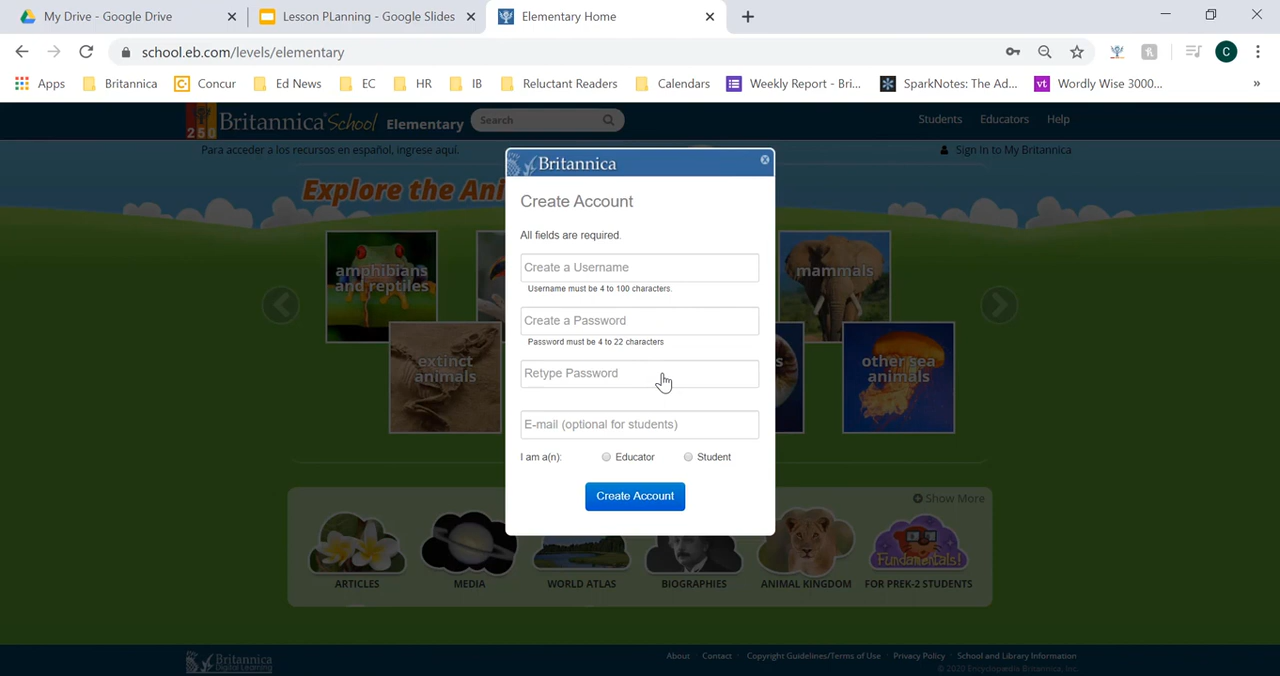 My Drive - Google Drive
Lesson PLanning - Google Slides
Elementary Home
school.eb.com/levels/elementary
C
Apps
Britannica
Concur
Ed News
EC
HR
IB
Reluctant Readers
Calendars
Weekly Report - Bri...
SparkNotes: The Ad...
vt
Wordly Wise 3000...
»
250
Britannica School Elementary
Search
Students
Educators
Help
Para acceder a los recursos en español, ingrese aquí.
Sign In to My Britannica
Explore the Ani
Britannica
Create Account
All fields are required.
Create a Username
Username must be 4 to 100 characters.
Create a Password
Password must be 4 to 22 characters
Retype Password
E-mail (optional for students)
I am a(n):
Educator
Student
Create Account
amphibians
and reptiles
mammals
extinct
animals
s
other sea
animals
Show More
ARTICLES
MEDIA
WORLD ATLAS
BIOGRAPHIES
ANIMAL KINGDOM
Fundamentals!
FOR PREK-2 STUDENTS
Britannica
Digital Learning
About
Contact
Copyright Guidelines/Terms of Use
Privacy Policy
School and Library Information
© 2020 Encyclopædia Britannica, Inc.